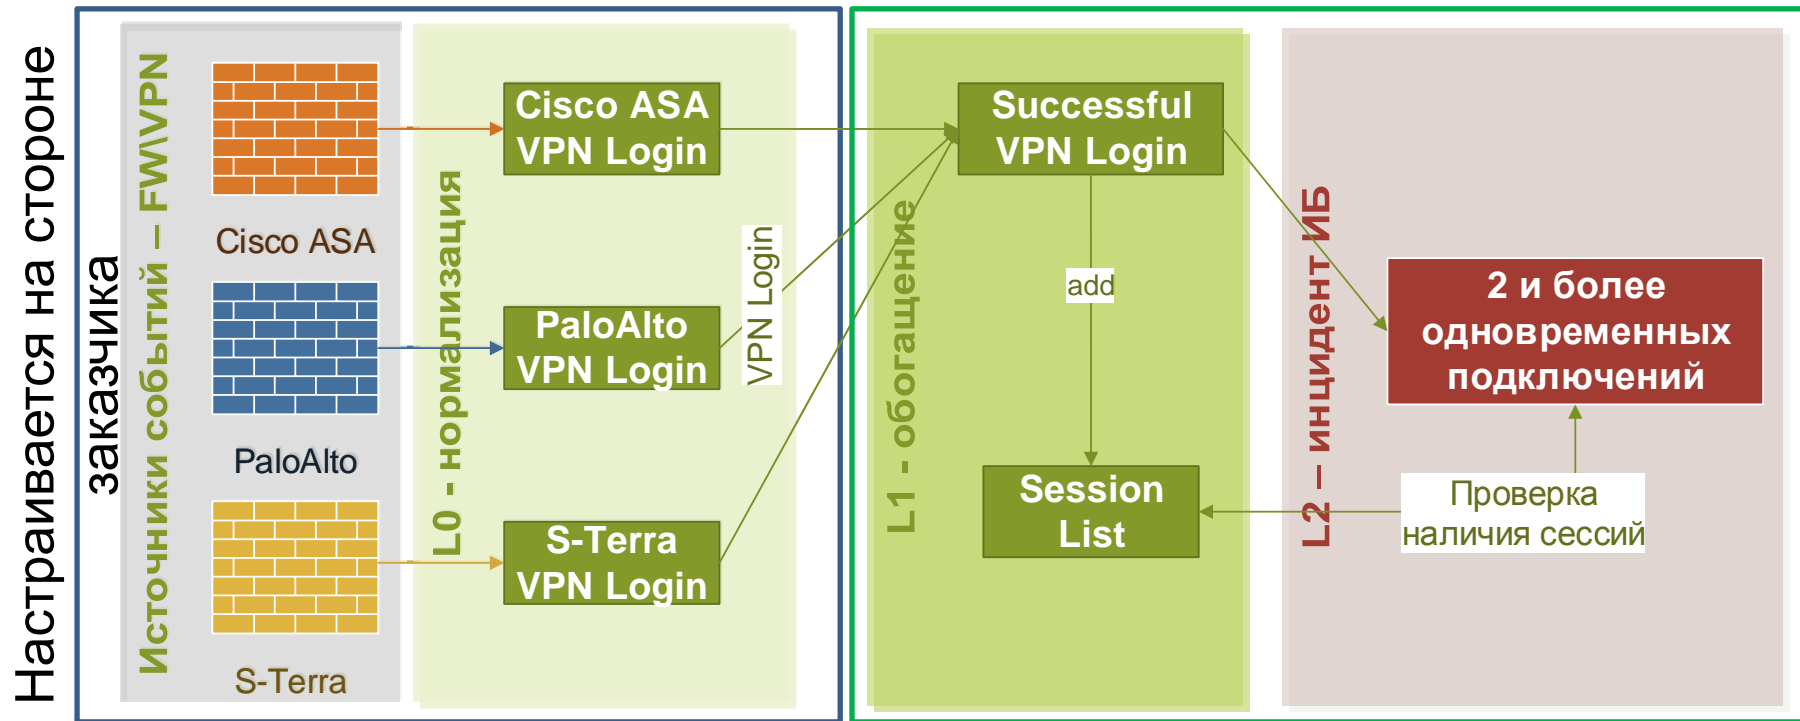 Настраивается на стороне
заказчика
Источники событий – FW\VPN
Cisco ASA
PaloAlto
S-Terra
L0 - нормализация
Cisco ASA
VPN Login
PaloAlto
VPN Login
S-Terra
VPN Login
VPN Login
L1 - обогащение
Successful
VPN Login
add
Session
List
L2 – инцидент ИБ
2 и более
одновременных
подключений
Проверка
наличия сессий